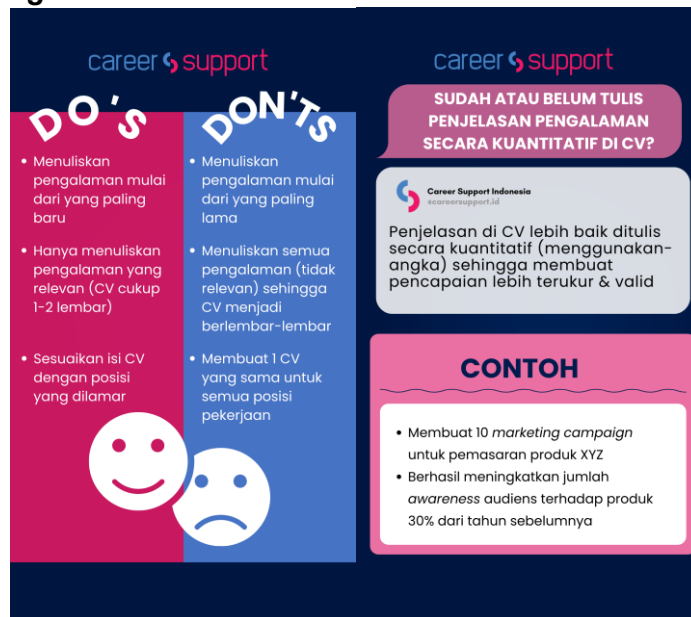 career support
DO'S
• Menuliskan
pengalaman mulai
dari yang paling
baru
• Hanya menuliskan
pengalaman yang
relevan (CV cukup
1-2 lembar)
• Sesuaikan isi CV
dengan posisi
yang dilamar
DON'TS
• Menuliskan
pengalaman mulai
dari yang paling
lama
• Menuliskan semua
pengalaman (tidak
relevan) sehingga
CV menjadi
berlembar-lembar
• Membuat 1 CV
yang sama untuk
semua posisi
pekerjaan
career support
SUDAH ATAU BELUM TULIS
PENJELASAN PENGALAMAN
SECARA KUANTITATIF DI CV?
Career Support Indonesia
@careersupport.id
Penjelasan di CV lebih baik ditulis
secara kuantitatif (menggunakan-
angka) sehingga membuat
pencapaian lebih terukur & valid
CONTOH
• Membuat 10 marketing campaign
untuk pemasaran produk XYZ
• Berhasil meningkatkan jumlah
awareness audiens terhadap produk
30% dari tahun sebelumnya